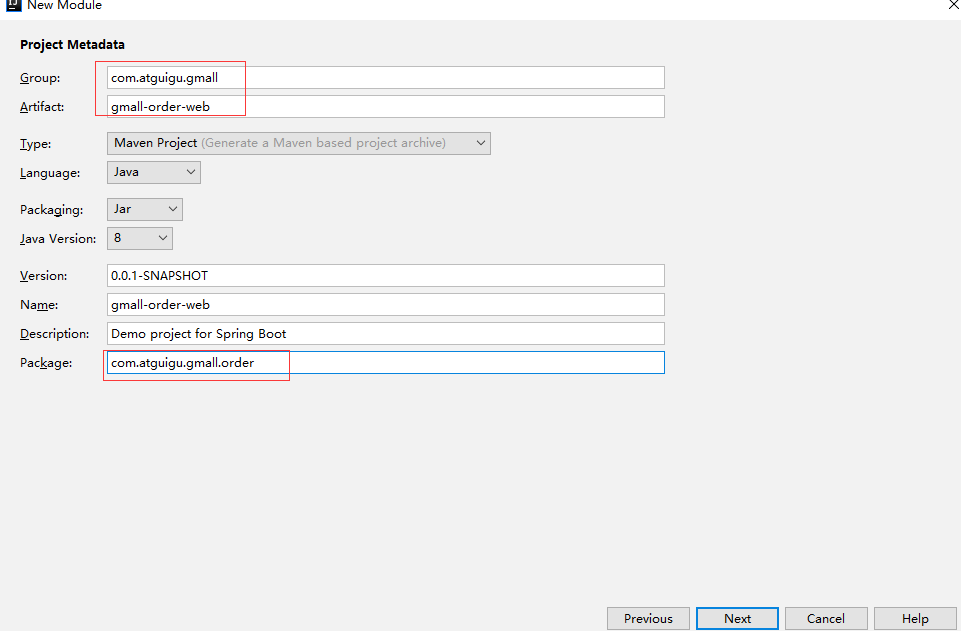 New Module
Project Metadata
Group: com.atguigu.gmall
Artifact: gmall-order-web
Type: Maven Project (Generate a Maven based project archive)
Language: Java
Packaging: Jar
Java Version: 8
Version: 0.0.1-SNAPSHOT
Name: gmall-order-web
Description: Demo project for Spring Boot
Package: com.atguigu.gmall.order
Previous Next Cancel Help